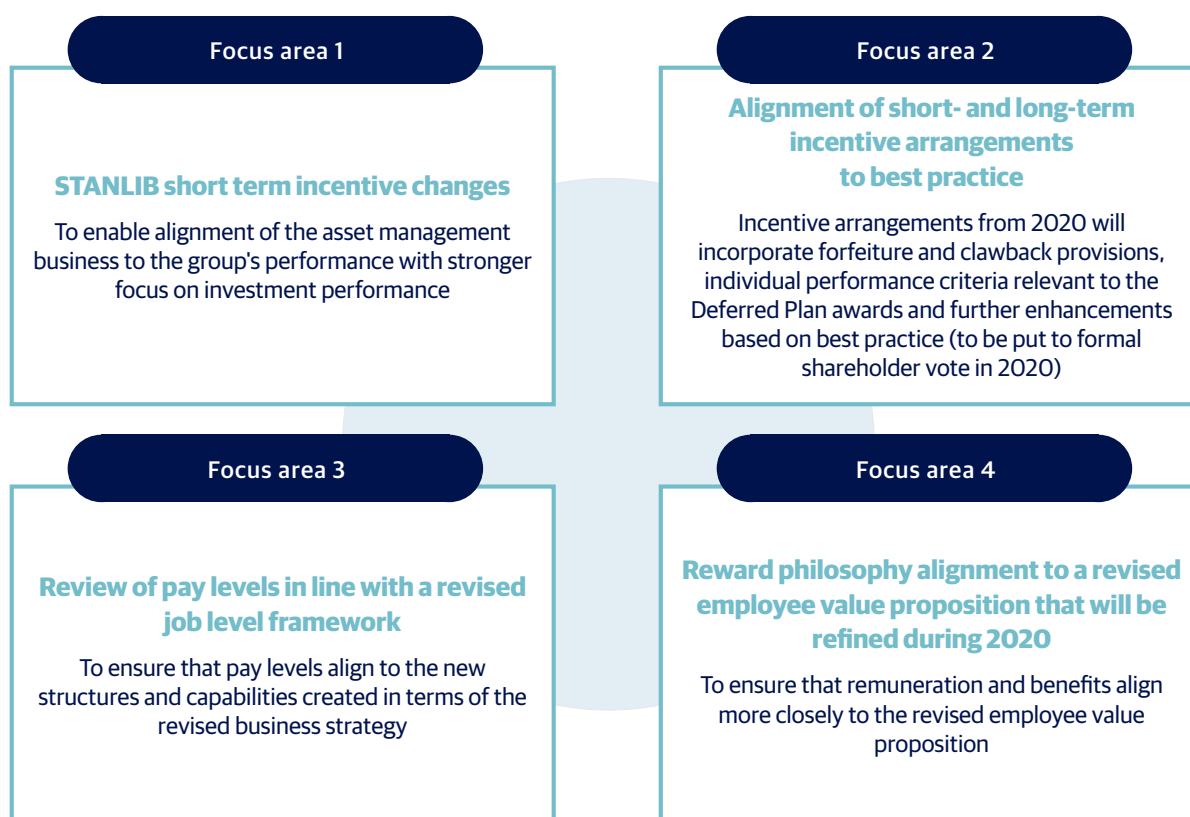 Focus area 1
STANLIB short term incentive changes
To enable alignment of the asset management
business to the group's performance with stronger
focus on investment performance
Focus area 2
Alignment of short- and long-term
incentive arrangements
to best practice
Incentive arrangements from 2020 will
incorporate forfeiture and clawback provisions,
individual performance criteria relevant to the
Deferred Plan awards and further enhancements
based on best practice (to be put to formal
shareholder vote in 2020)
Focus area 3
Review of pay levels in line with a revised
job level framework
To ensure that pay levels align to the new
structures and capabilities created in terms of the
revised business strategy
Focus area 4
Reward philosophy alignment to a revised
employee value proposition that will be
refined during 2020
To ensure that remuneration and benefits align
more closely to the revised employee value
proposition